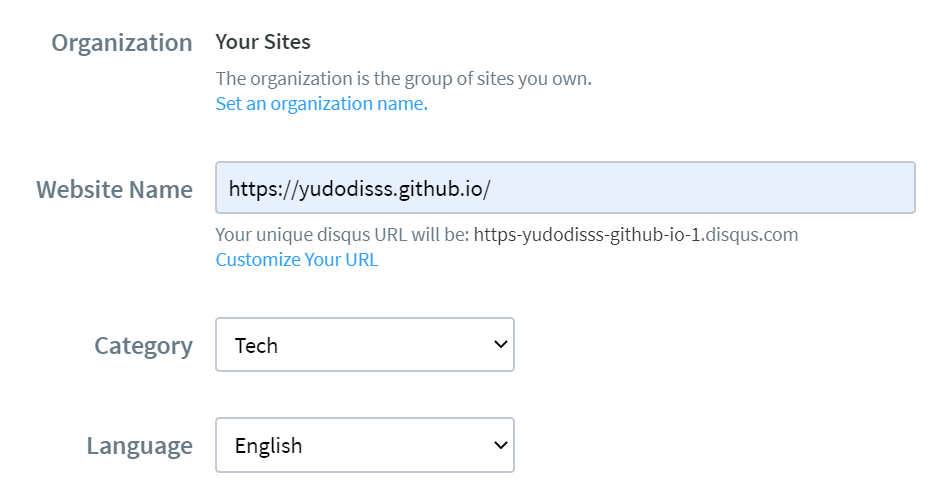 Organization Your Sites
The organization is the group of sites you own.
Set an organization name.
Website Name https://yudodisss.github.io/
Your unique disqus URL will be: https-yudodisss-github-io-1.disqus.com
Customize Your URL
Category Tech
Language English